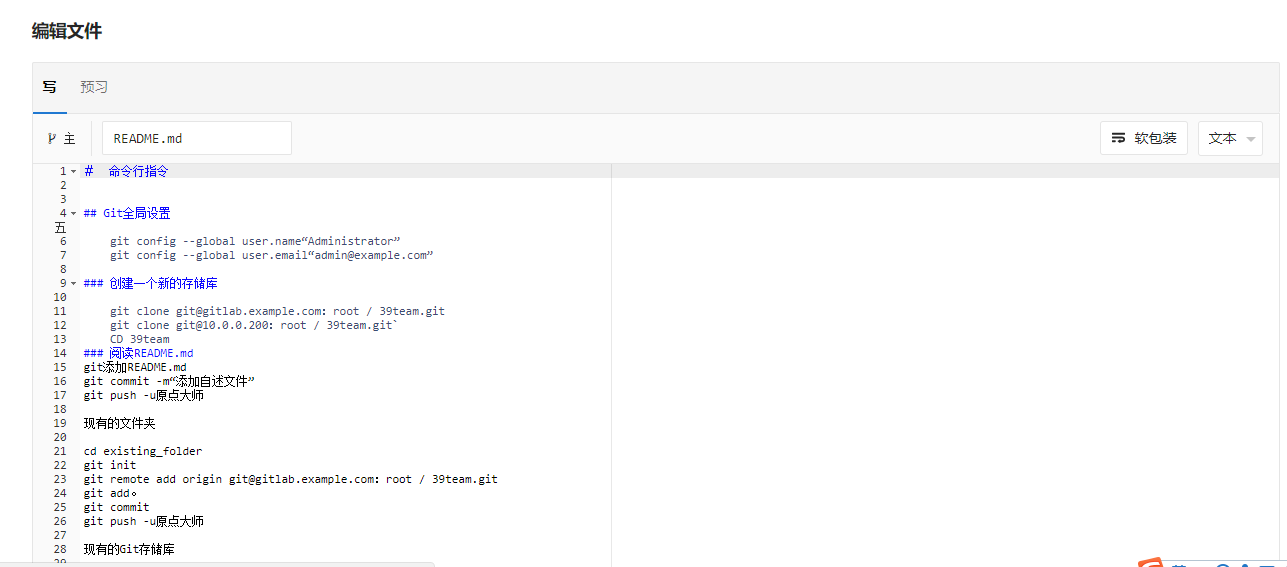 编辑文件
写 预习
主 README.md 软包装 文本
1 # 命令行指令
2
3
4 ## Git全局设置
五
6 git config --global user.name“Administrator”
7 git config --global user.email“admin@example.com”
8
9 ### 创建一个新的存储库
10
11 git clone git@gitlab.example.com：root / 39team.git
12 git clone git@10.0.0.200：root / 39team.git`
13 CD 39team
14 ### 阅读README.md
15 git添加README.md
16 git commit -m“添加自述文件”
17 git push -u原点大师
18
19 现有的文件夹
20
21 cd existing_folder
22 git init
23 git remote add origin git@gitlab.example.com：root / 39team.git
24 git add。
25 git commit
26 git push -u原点大师
27
28 现有的Git存储库